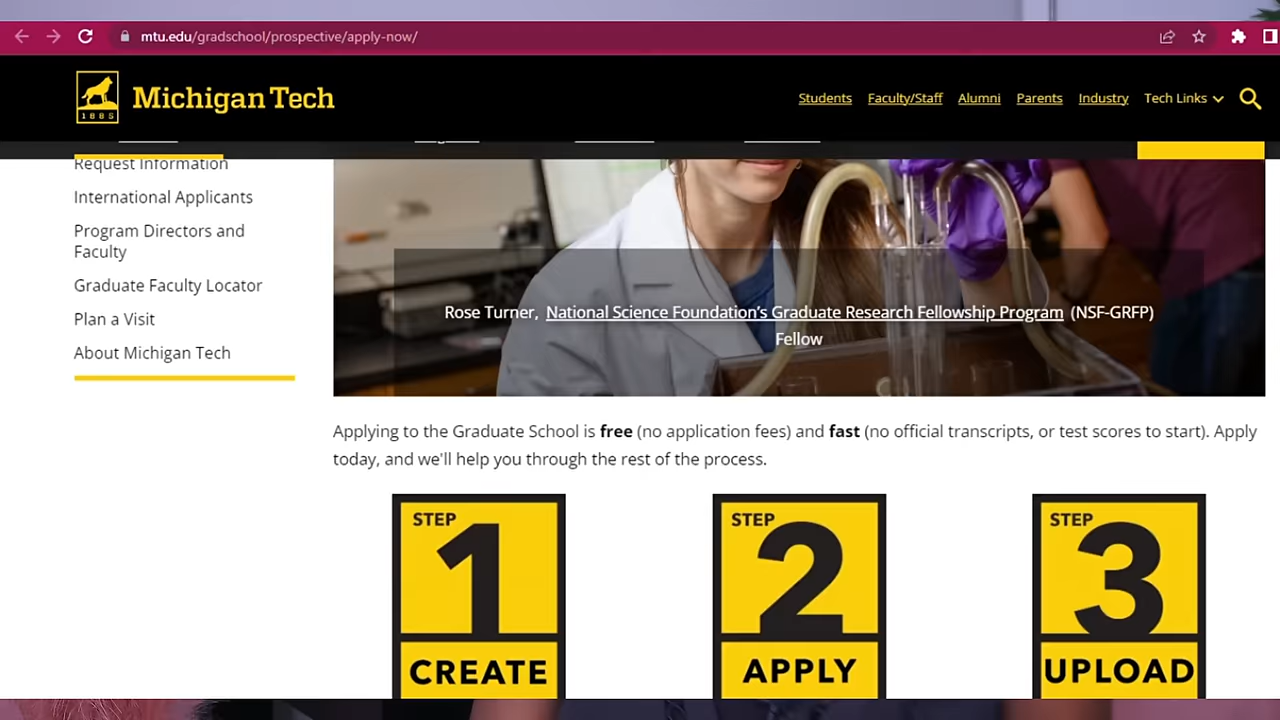 mtu.edu/gradschool/prospective/apply-now/
1885
Michigan Tech
Students Faculty/Staff Alumni Parents Industry Tech Links
Request Information
International Applicants
Program Directors and
Faculty
Graduate Faculty Locator
Plan a Visit
About Michigan Tech
Rose Turner, National Science Foundation's Graduate Research Fellowship Program (NSF-GRFP)
Fellow
Applying to the Graduate School is free (no application fees) and fast (no official transcripts, or test scores to start). Apply
today, and we'll help you through the rest of the process.
STEP
1
CREATE
STEP
2
APPLY
STEP
3
UPLOAD